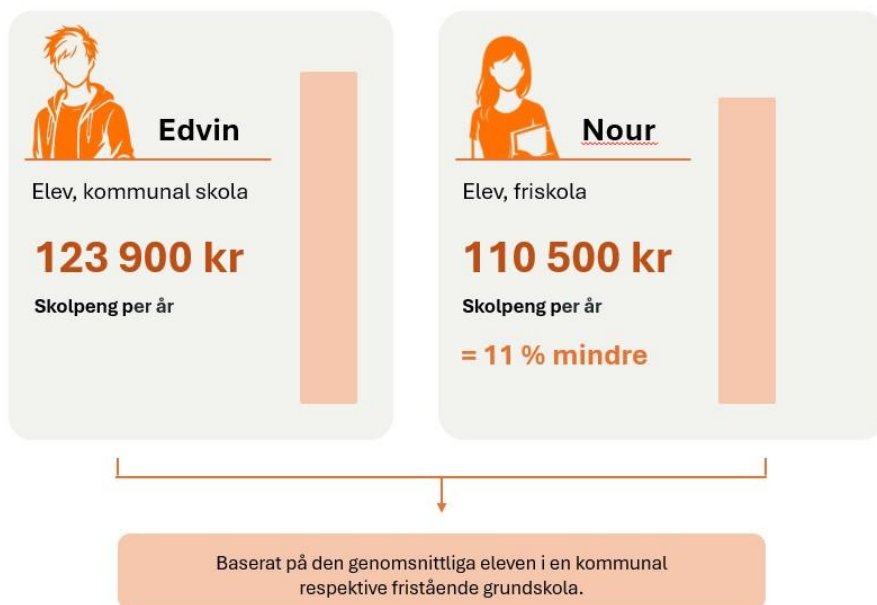 Edvin
Elev, kommunal skola
123 900 kr
Skolpeng per år
Nour
Elev, friskola
110 500 kr
Skolpeng per år
= 11 % mindre
Baserat på den genomsnittliga eleven i en kommunal
respektive fristående grundskola.